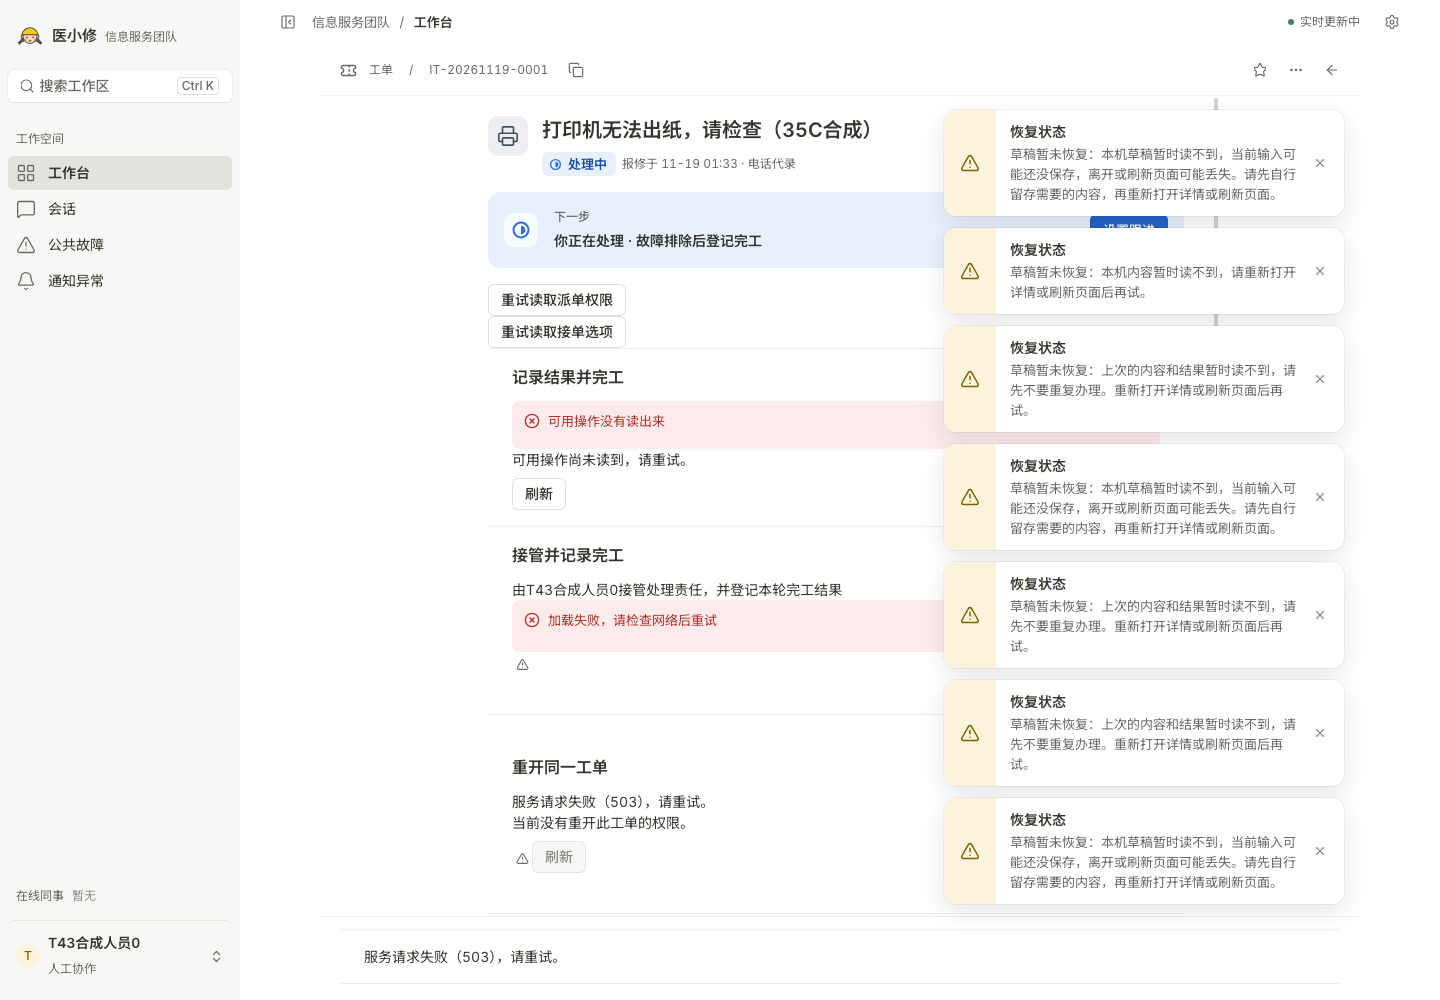 医小修 信息服务团队
搜索工作区 Ctrl K
工作空间
工作台
会话
公共故障
通知异常
在线同事 暂无
T
T43合成人员0
人工协作
信息服务团队 / 工作台
实时更新中
工单 / IT-20261119-0001
打印机无法出纸，请检查（35C合成）
处理中 报修于 11-19 01:33 · 电话代录
下一步
你正在处理 · 故障排除后登记完工
重试读取派单权限
重试读取接单选项
记录结果并完工
可用操作没有读出来
可用操作尚未读到，请重试。
刷新
接管并记录完工
由T43合成人员0接管处理责任，并登记本轮完工结果
加载失败，请检查网络后重试
重开同一工单
服务请求失败（503），请重试。
当前没有重开此工单的权限。
刷新
服务请求失败（503），请重试。
恢复状态
草稿暂未恢复：本机草稿暂时读不到，当前输入可
能还没保存，离开或刷新页面可能丢失。请先自行
留存需要的内容，再重新打开详情或刷新页面。
恢复状态
草稿暂未恢复：本机内容暂时读不到，请重新打开
详情或刷新页面后再试。
恢复状态
草稿暂未恢复：上次的内容和结果暂时读不到，请
先不要重复办理。重新打开详情或刷新页面后再
试。
恢复状态
草稿暂未恢复：本机草稿暂时读不到，当前输入可
能还没保存，离开或刷新页面可能丢失。请先自行
留存需要的内容，再重新打开详情或刷新页面。
恢复状态
草稿暂未恢复：上次的内容和结果暂时读不到，请
先不要重复办理。重新打开详情或刷新页面后再
试。
恢复状态
草稿暂未恢复：上次的内容和结果暂时读不到，请
先不要重复办理。重新打开详情或刷新页面后再
试。
恢复状态
草稿暂未恢复：本机草稿暂时读不到，当前输入可
能还没保存，离开或刷新页面可能丢失。请先自行
留存需要的内容，再重新打开详情或刷新页面。